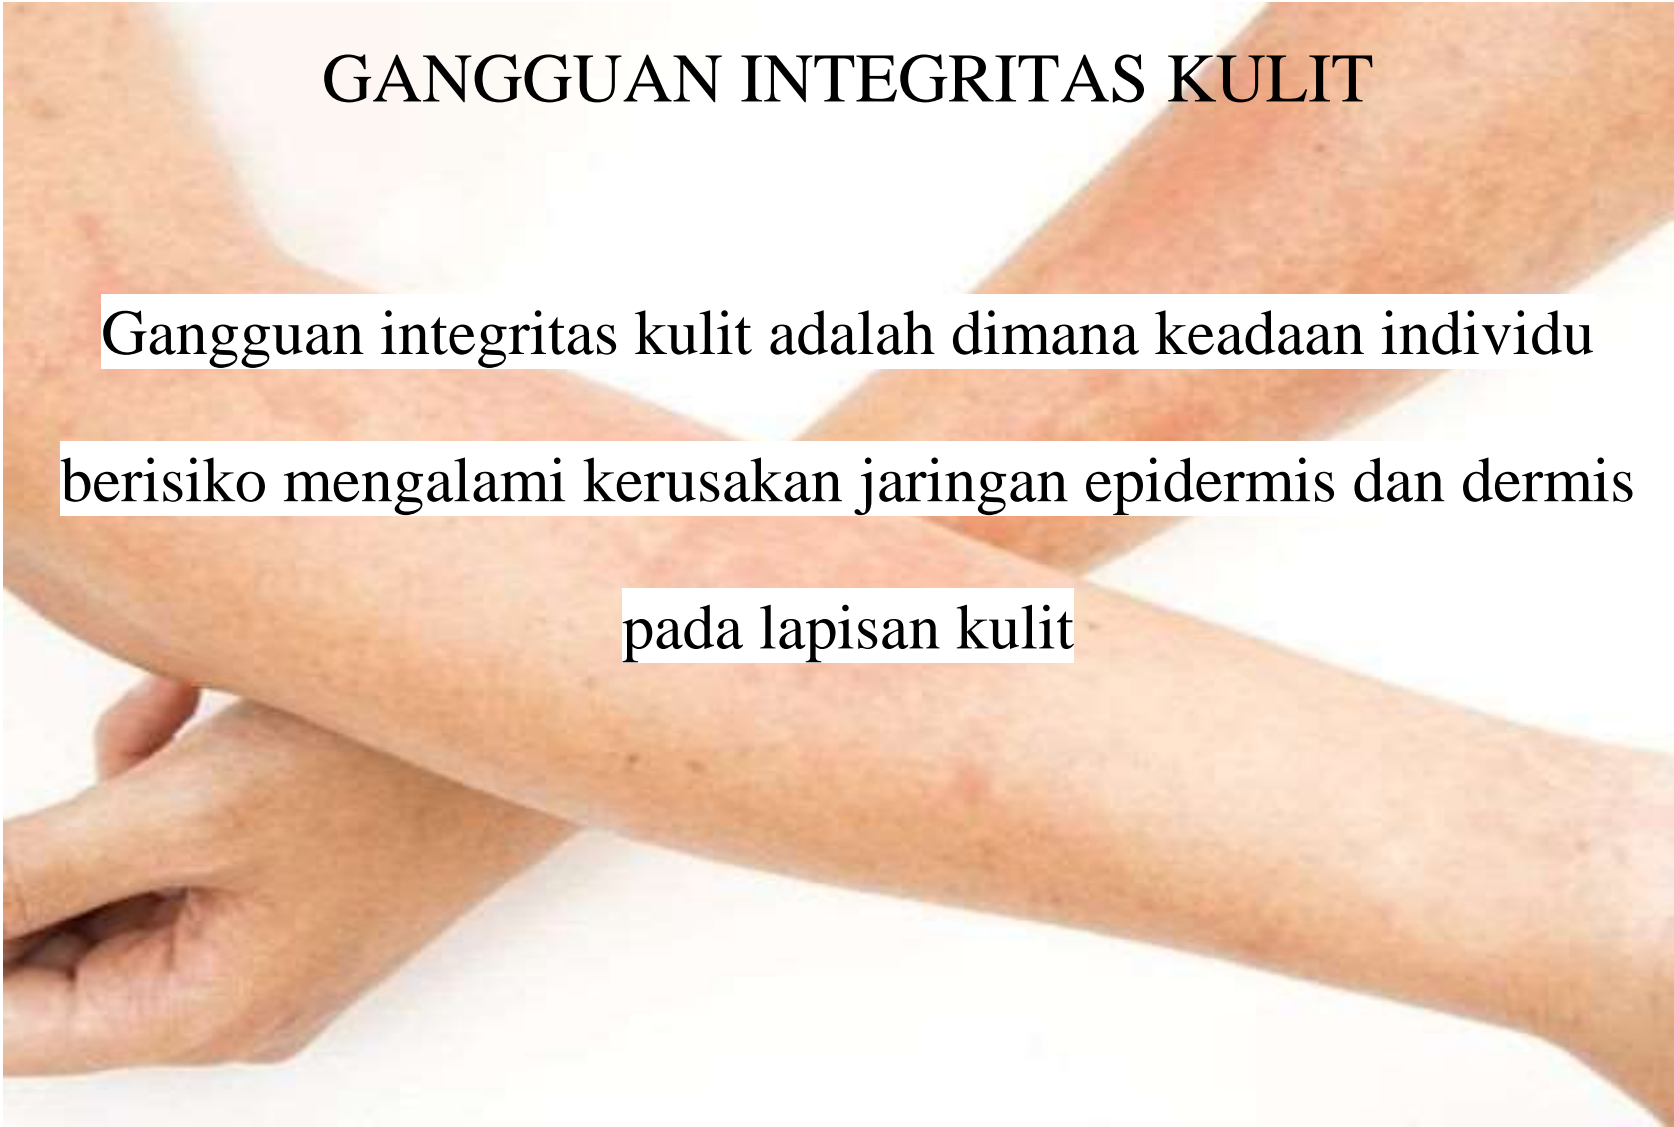 GANGGUAN INTEGRITAS KULIT
Gangguan integritas kulit adalah dimana keadaan individu
berisiko mengalami kerusakan jaringan epidermis dan dermis
pada lapisan kulit